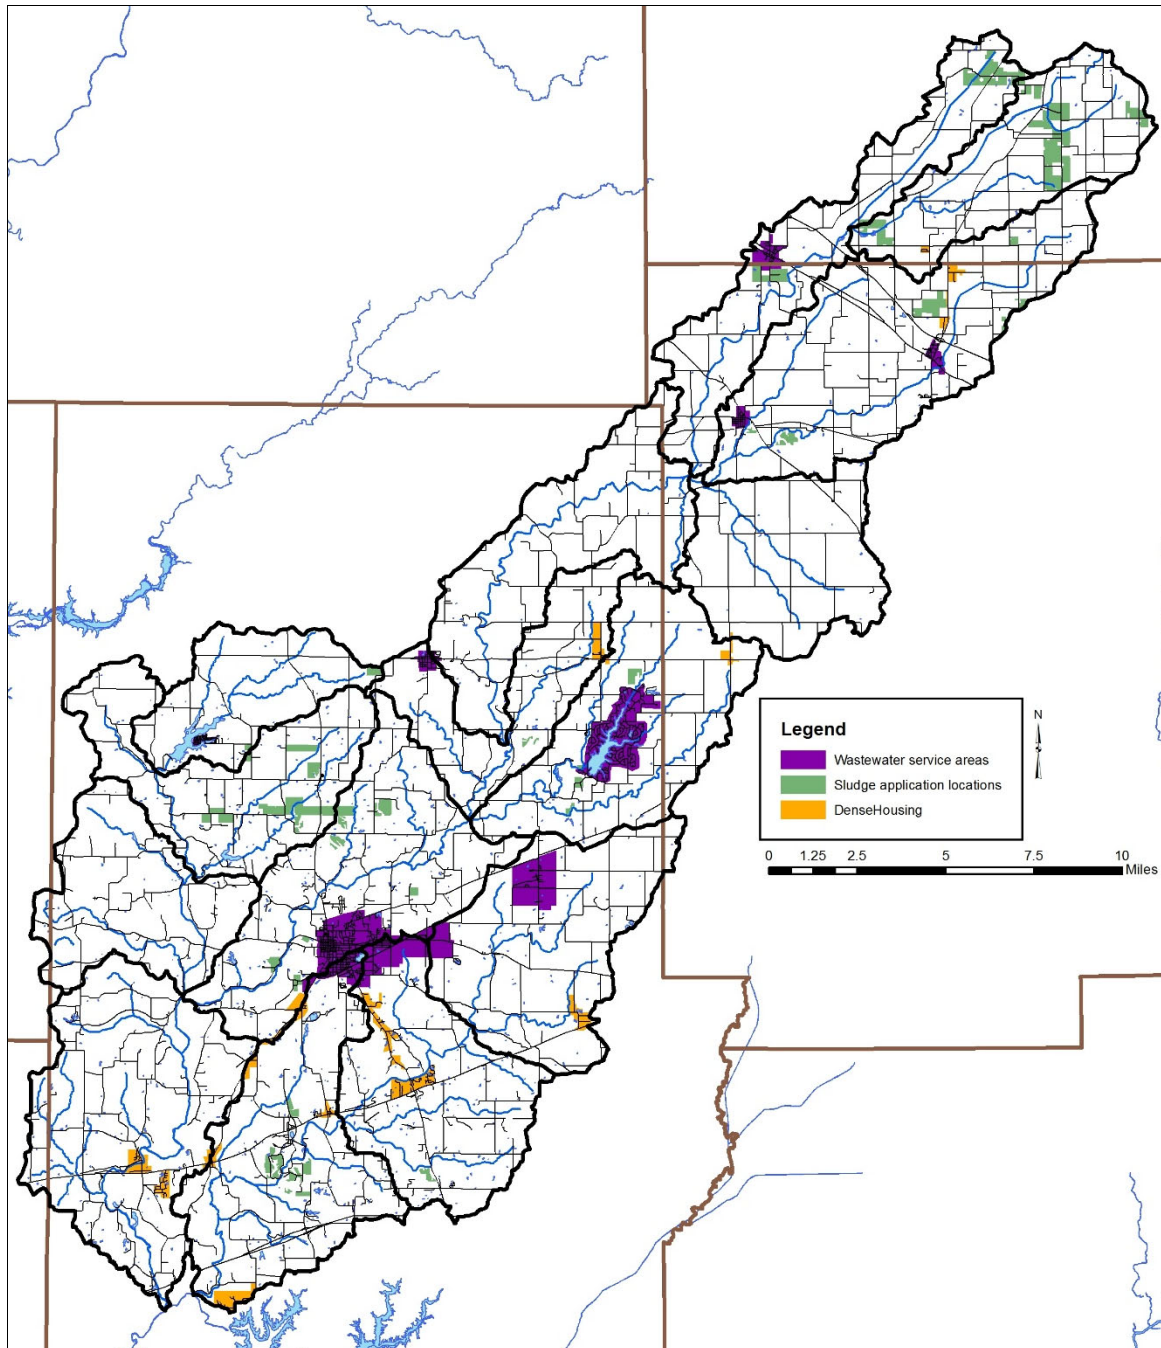 Legend
Wastewater service areas
Sludge application locations
DenseHousing
N
0 1.25 2.5 5 7.5 10
Miles